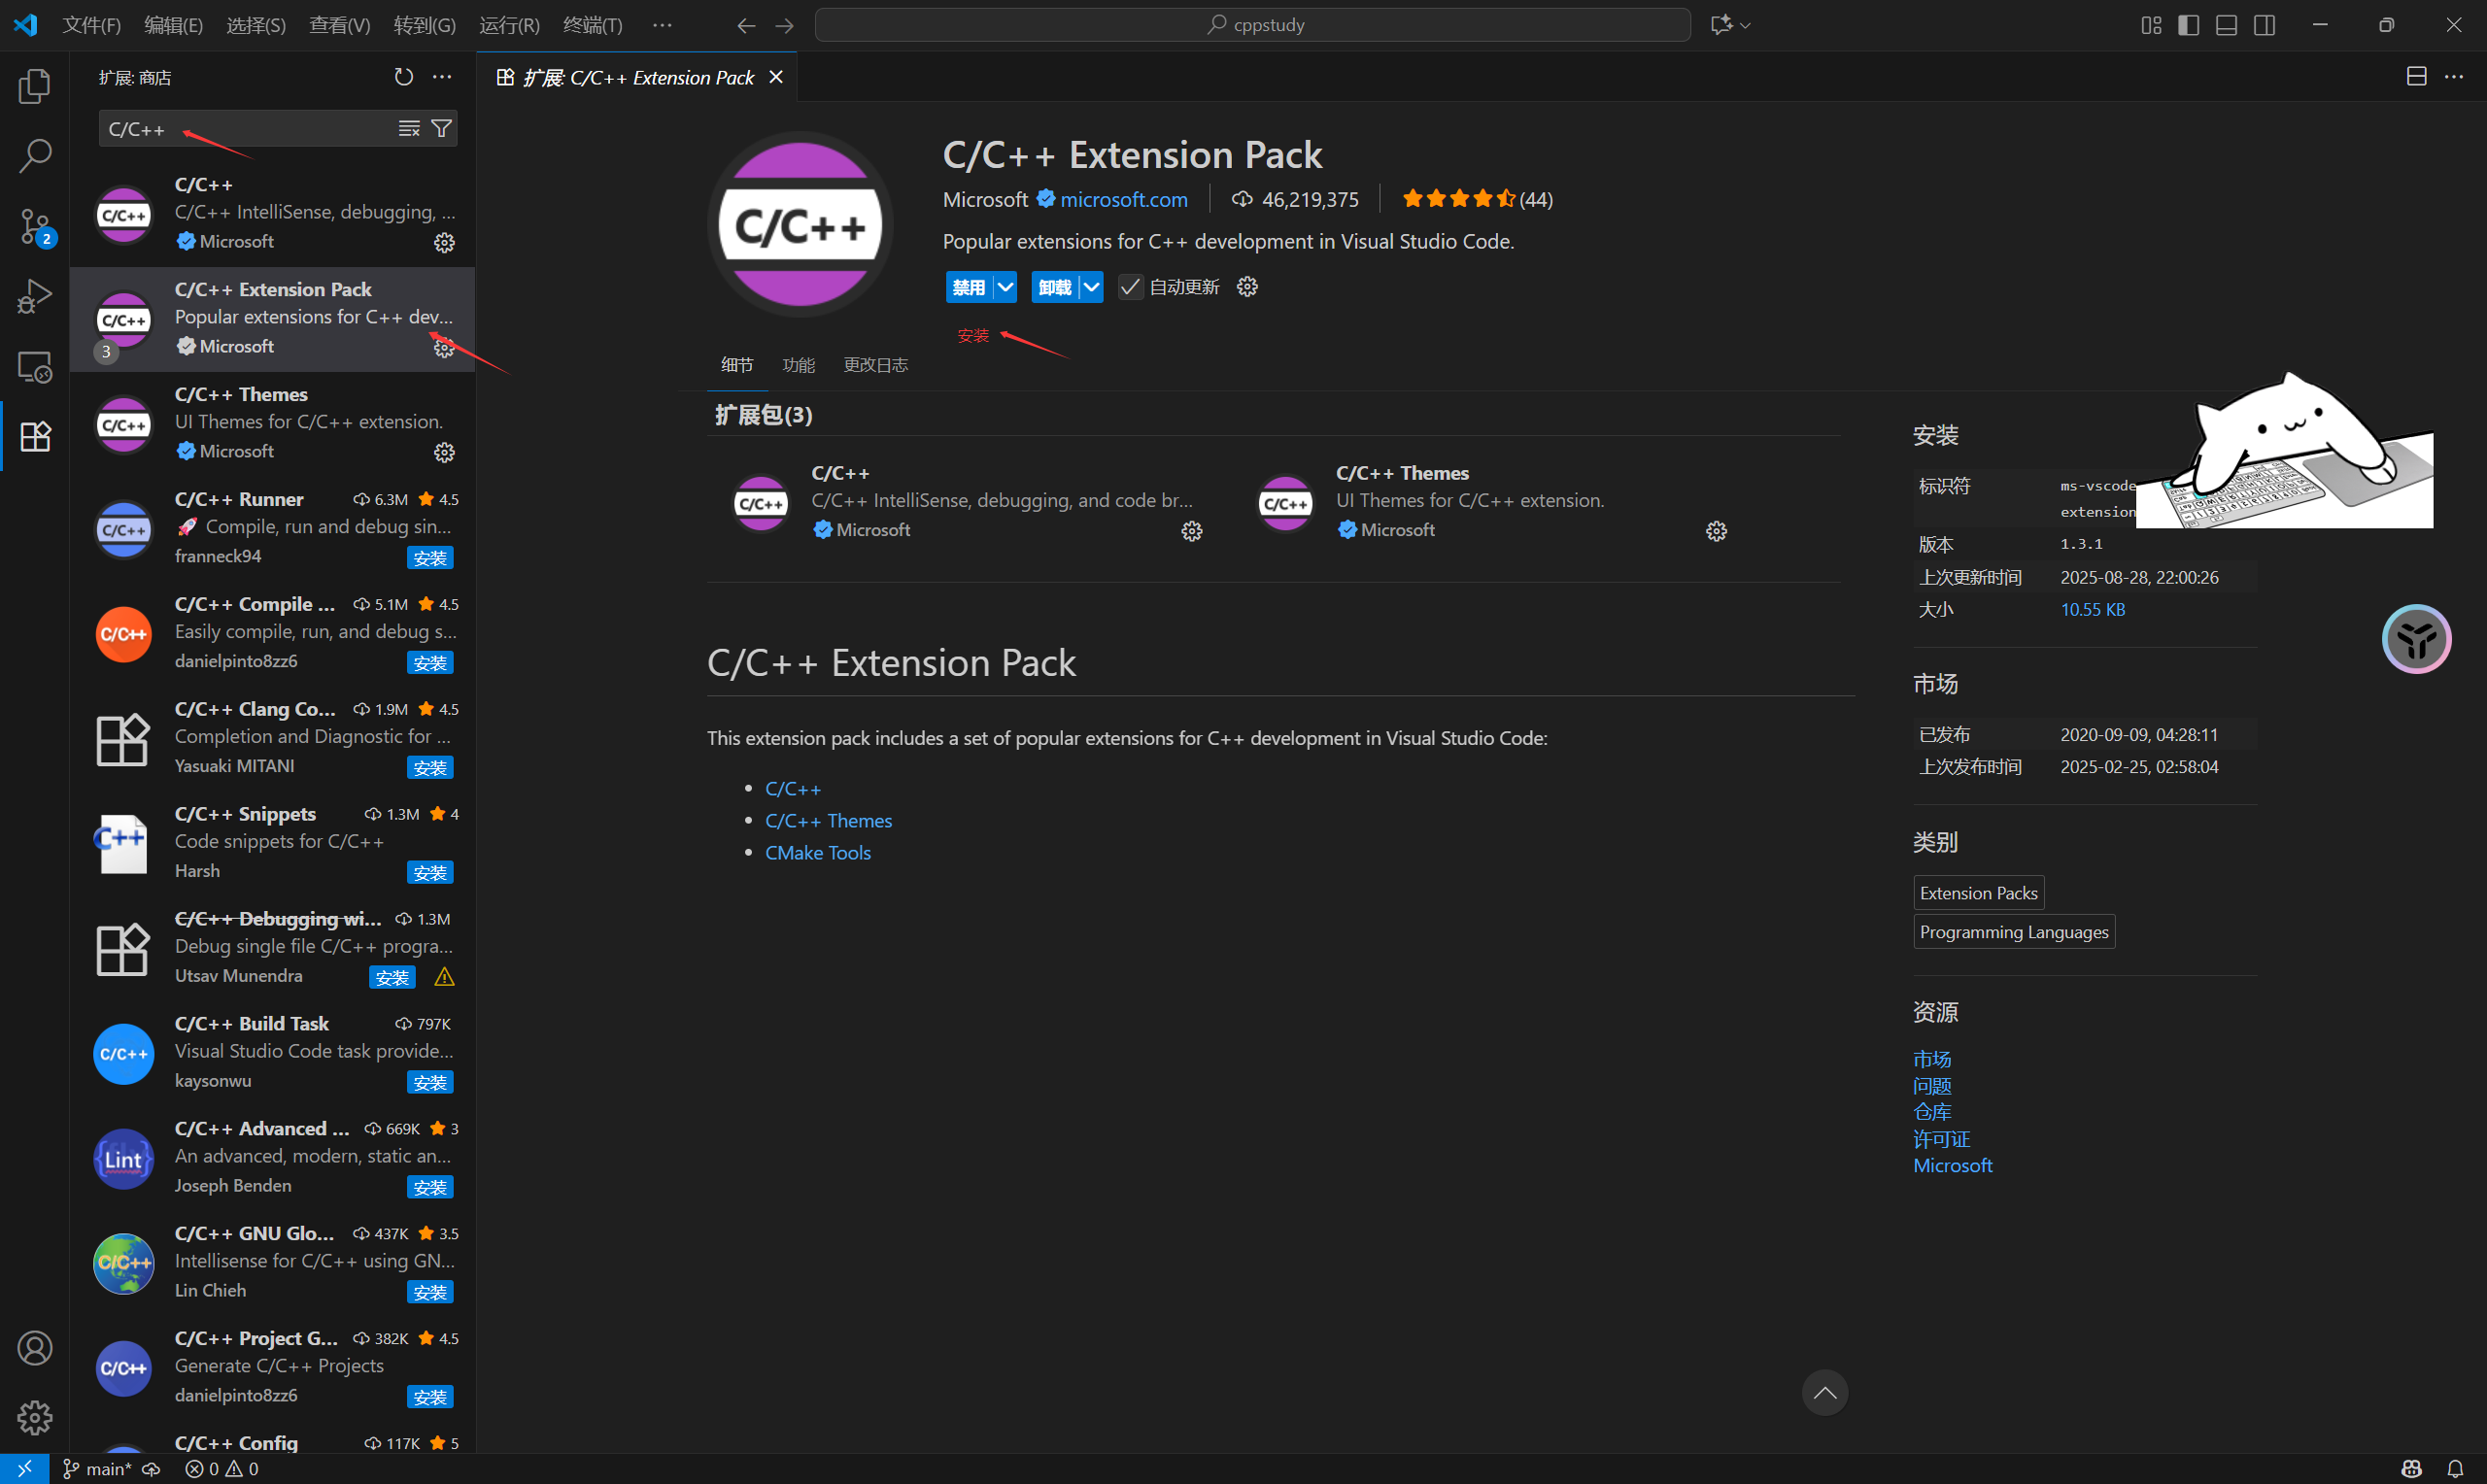 文件(F) 编辑(E) 选择(S) 查看(V) 转到(G) 运行(R) 终端(T) ··· cppstudy
扩展: 商店
C/C++
C/C++
C/C++ IntelliSense, debugging, ...
Microsoft
C/C++ Extension Pack
Popular extensions for C++ dev...
Microsoft
3
C/C++ Themes
UI Themes for C/C++ extension.
Microsoft
C/C++ Runner 6.3M 4.5
Compile, run and debug sin...
franneck94 安装
C/C++ Compile ... 5.1M 4.5
Easily compile, run, and debug s...
danielpinto8zz6 安装
C/C++ Clang Co... 1.9M 4.5
Completion and Diagnostic for ...
Yasuaki MITANI 安装
C/C++ Snippets 1.3M 4
Code snippets for C/C++
Harsh 安装
C/C++ Debugging wi... 1.3M
Debug single file C/C++ progra...
Utsav Munendra 安装
C/C++ Build Task 797K
Visual Studio Code task provide...
kaysonwu 安装
C/C++ Advanced ... 669K 3
An advanced, modern, static an...
Joseph Benden 安装
C/C++ GNU Glo... 437K 3.5
Intellisense for C/C++ using GN...
Lin Chieh 安装
C/C++ Project G... 382K 4.5
Generate C/C++ Projects
danielpinto8zz6 安装
C/C++ Config 117K 5
2
扩展: C/C++ Extension Pack
C/C++
C/C++ Extension Pack
Microsoft microsoft.com 46,219,375 (44)
Popular extensions for C++ development in Visual Studio Code.
禁用 卸载 自动更新
安装
细节 功能 更改日志
扩展包(3)
C/C++
C/C++ IntelliSense, debugging, and code br...
Microsoft
C/C++ Themes
UI Themes for C/C++ extension.
Microsoft
C/C++ Extension Pack
This extension pack includes a set of popular extensions for C++ development in Visual Studio Code:
C/C++
C/C++ Themes
CMake Tools
安装
标识符 ms-vscode
extension
版本 1.3.1
上次更新时间 2025-08-28, 22:00:26
大小 10.55 KB
市场
已发布 2020-09-09, 04:28:11
上次发布时间 2025-02-25, 02:58:04
类别
Extension Packs
Programming Languages
资源
市场
问题
仓库
许可证
Microsoft
main* 0 0